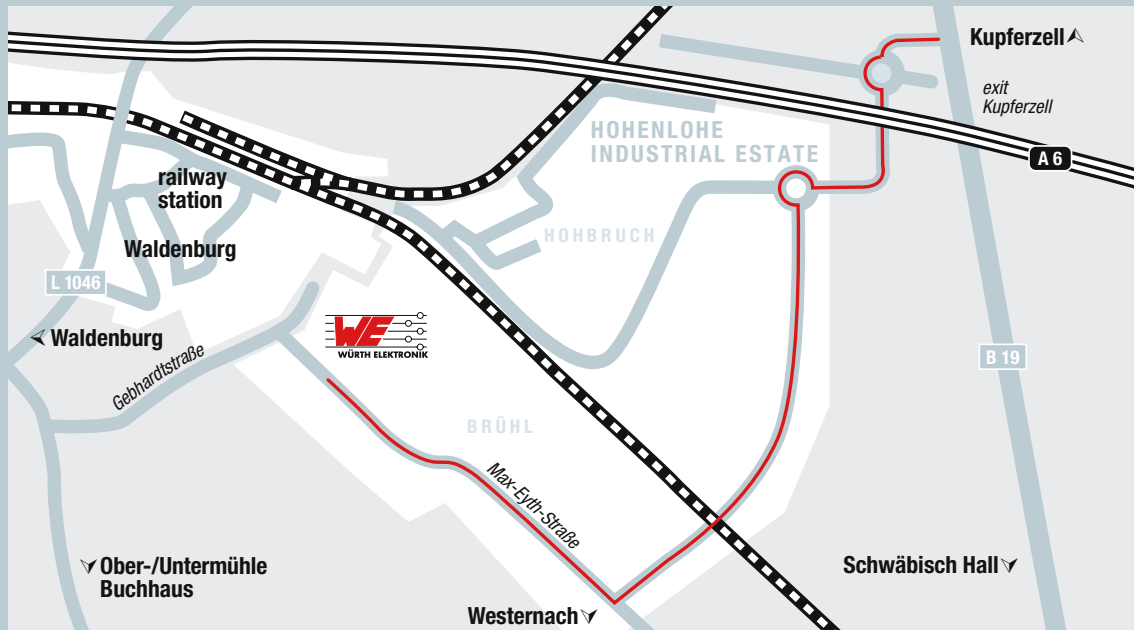 Kupferzell
exit
Kupferzell
A 6
HOHENLOHE
INDUSTRIAL ESTATE
railway
station
HOHBRUCH
Waldenburg
L 1046
Waldenburg
WE
WÜRTH ELEKTRONIK
B 19
Gebhardtstraße
BRÜHL
Max-Eyth-Straße
Ober-/Untermühle
Buchhaus
Schwäbisch Hall
Westernach